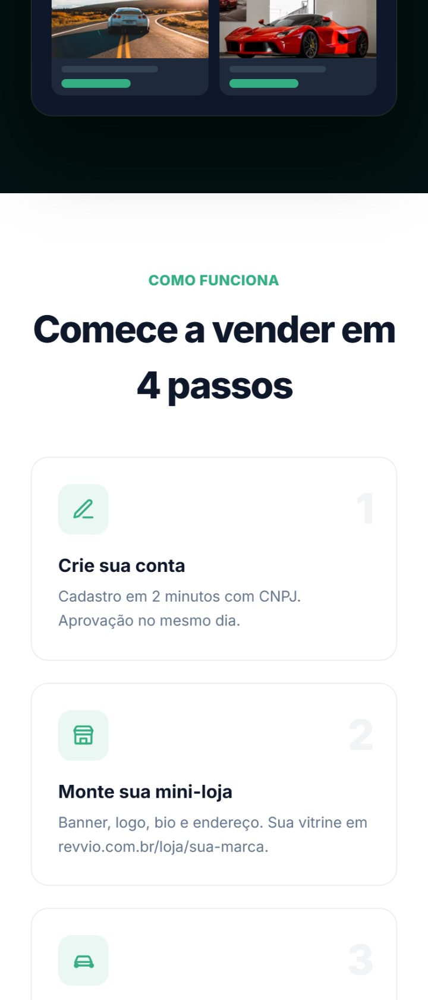 COMO FUNCIONA
Comece a vender em
4 passos
1
Crie sua conta
Cadastro em 2 minutos com CNPJ.
Aprovação no mesmo dia.
2
Monte sua mini-loja
Banner, logo, bio e endereço. Sua vitrine em
revvio.com.br/loja/sua-marca.
3